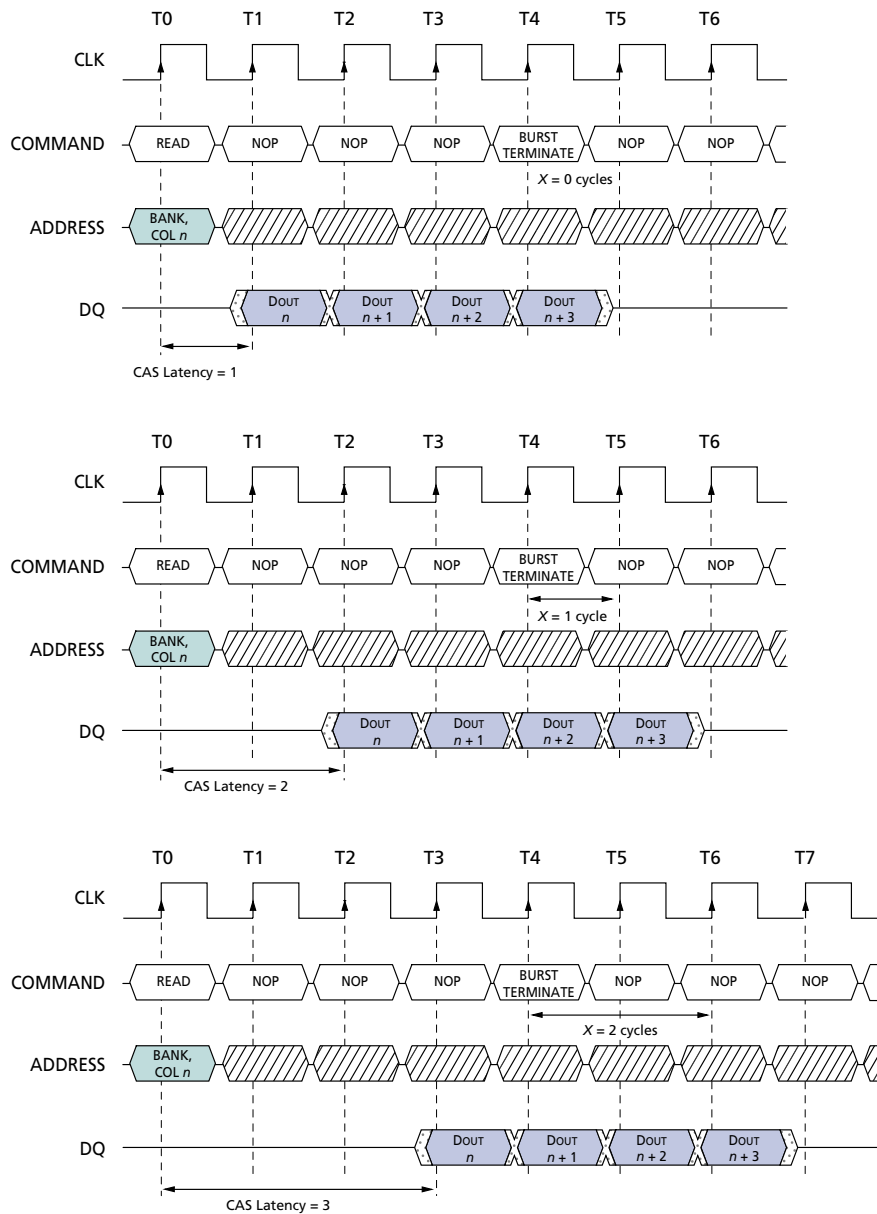 T0 T1 T2 T3 T4 T5 T6
CLK
COMMAND READ NOP NOP NOP BURST TERMINATE NOP NOP
X = 0 cycles
ADDRESS BANK, COL n
DQ DOUT n DOUT n + 1 DOUT n + 2 DOUT n + 3
CAS Latency = 1
T0 T1 T2 T3 T4 T5 T6
CLK
COMMAND READ NOP NOP NOP BURST TERMINATE NOP NOP
X = 1 cycle
ADDRESS BANK, COL n
DQ DOUT n DOUT n + 1 DOUT n + 2 DOUT n + 3
CAS Latency = 2
T0 T1 T2 T3 T4 T5 T6 T7
CLK
COMMAND READ NOP NOP NOP BURST TERMINATE NOP NOP NOP
X = 2 cycles
ADDRESS BANK, COL n
DQ DOUT n DOUT n + 1 DOUT n + 2 DOUT n + 3
CAS Latency = 3